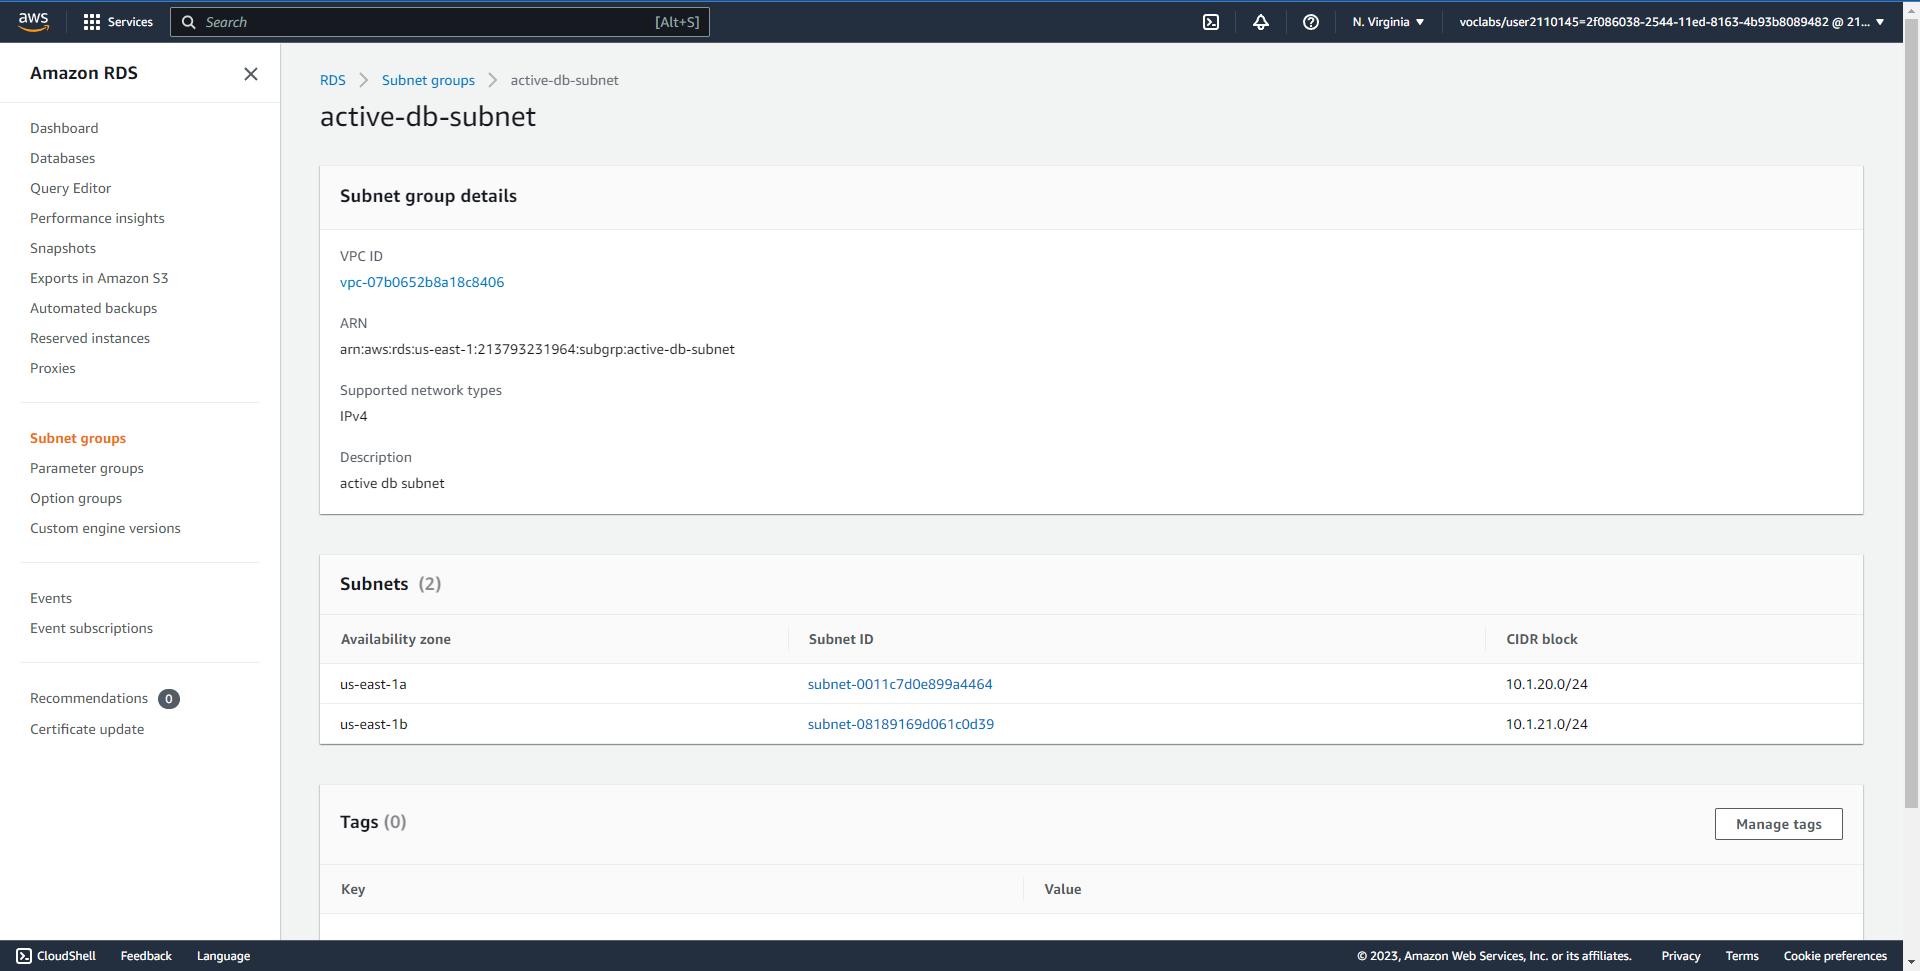 aws Services Search [Alt+S] N. Virginia voclabs/user2110145=2f086038-2544-11ed-8163-4b93b8089482 @ 21...
Amazon RDS
Dashboard
Databases
Query Editor
Performance insights
Snapshots
Exports in Amazon S3
Automated backups
Reserved instances
Proxies
Subnet groups
Parameter groups
Option groups
Custom engine versions
Events
Event subscriptions
Recommendations 0
Certificate update
RDS Subnet groups active-db-subnet
active-db-subnet
Subnet group details
VPC ID
vpc-07b0652b8a18c8406
ARN
arn:aws:rds:us-east-1:213793231964:subgrp:active-db-subnet
Supported network types
IPv4
Description
active db subnet
Subnets (2)
Availability zone Subnet ID CIDR block
us-east-1a subnet-0011c7d0e899a4464 10.1.20.0/24
us-east-1b subnet-08189169d061c0d39 10.1.21.0/24
Tags (0) Manage tags
Key Value
CloudShell Feedback Language © 2023, Amazon Web Services, Inc. or its affiliates. Privacy Terms Cookie preferences